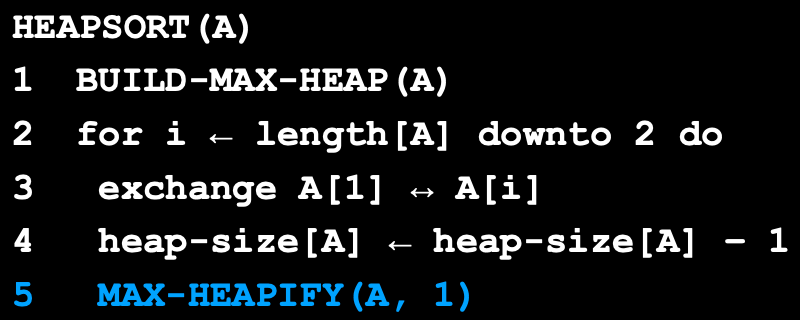 HEAPSORT(A)
1 BUILD-MAX-HEAP(A)
2 for i ← length[A] downto 2 do
3 exchange A[1] ↔ A[i]
4 heap-size[A] ← heap-size[A] – 1
5 MAX-HEAPIFY(A, 1)